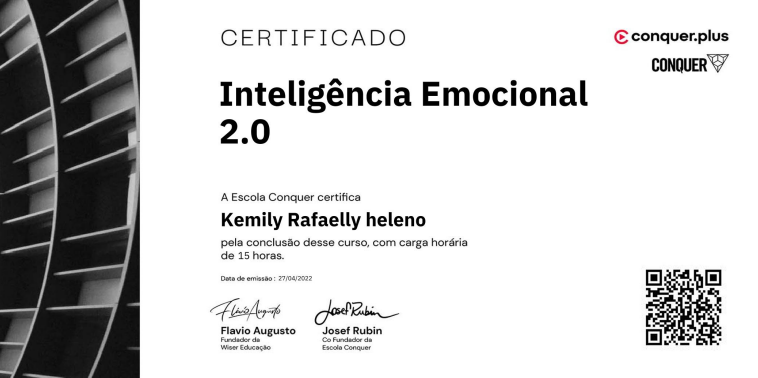 CERTIFICADO
conquer.plus
CONQUER
Inteligência Emocional
2.0
A Escola Conquer certifica
Kemily Rafaelly heleno
pela conclusão desse curso, com carga horária
de 15 horas.
Data de emissão : 27/04/2022
Flávio Augusto
Josef Rubin
Flavio Augusto
Josef Rubin
Fundador da
Wiser Educação
Co Fundador da
Escola Conquer